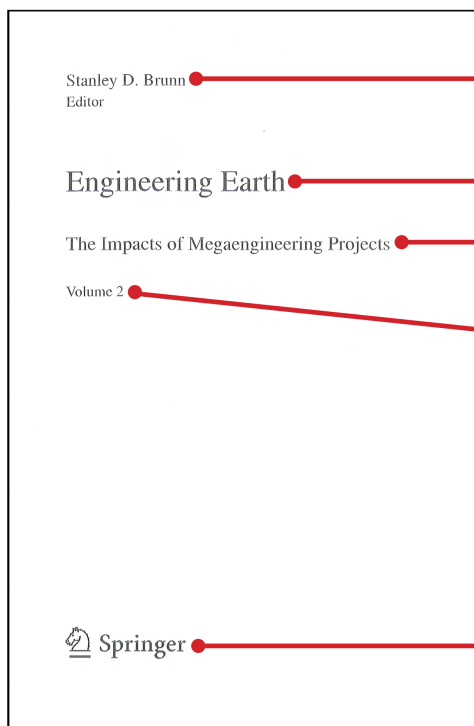 Stanley D. Brunn
Editor
Engineering Earth
The Impacts of Megaengineering Projects
Volume 2
Springer